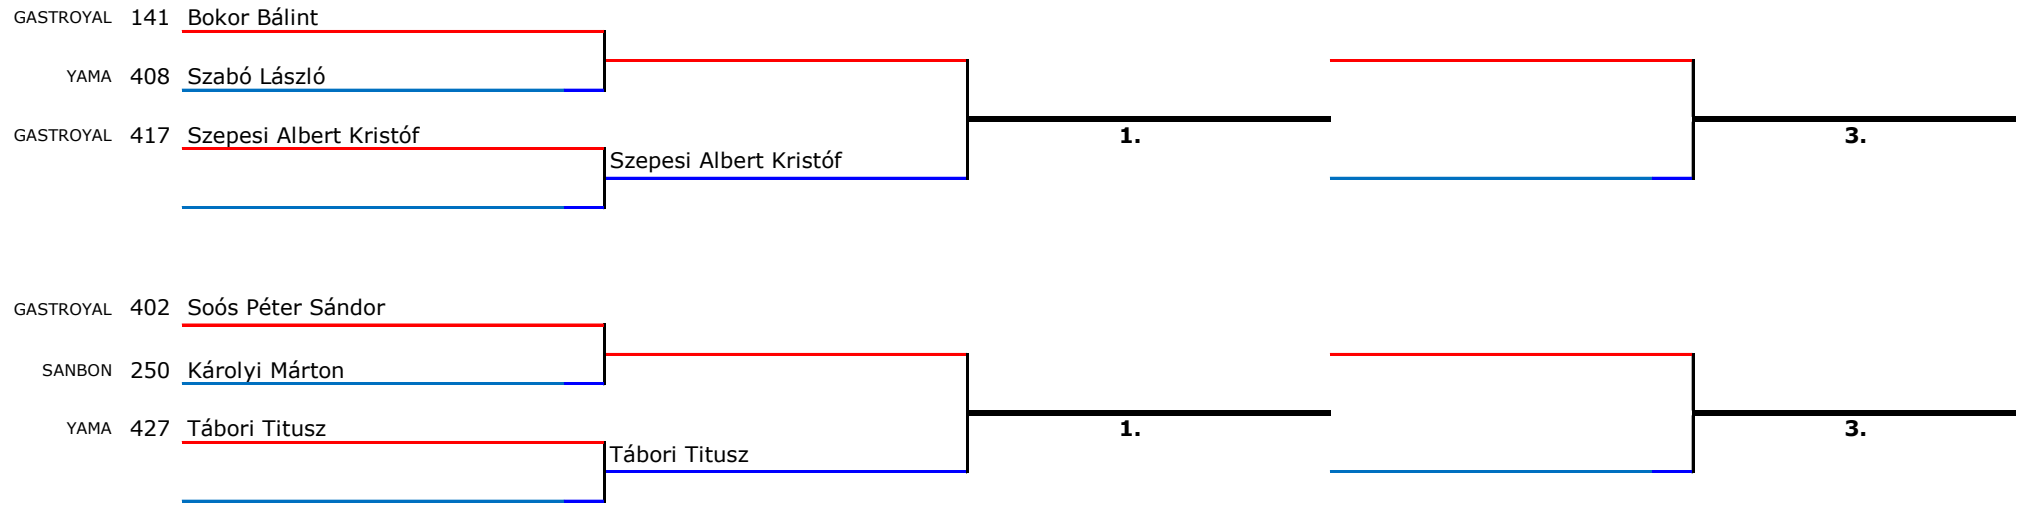 GASTROYAL 141 Bokor Bálint
YAMA 408 Szabó László
GASTROYAL 417 Szepesi Albert Kristóf
1.
3.
Szepesi Albert Kristóf
GASTROYAL 402 Soós Péter Sándor
SANBON 250 Károlyi Márton
YAMA 427 Tábori Titusz
1.
3.
Tábori Titusz